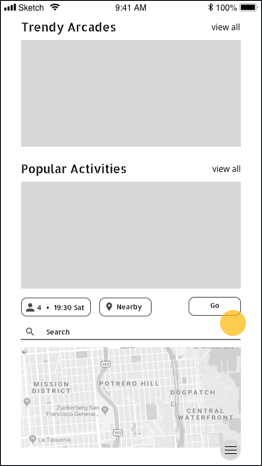 Sketch 9:41 AM 100%
Trendy Arcades view all
Popular Activities view all
4 • 19:30 Sat Nearby Go
Search
101
MISSION
DISTRICT
POTRERO HILL
DOGPATCH
Zuckerberg San
Francisco General...
CENTRAL
WATERFRONT
101
La Taqueria